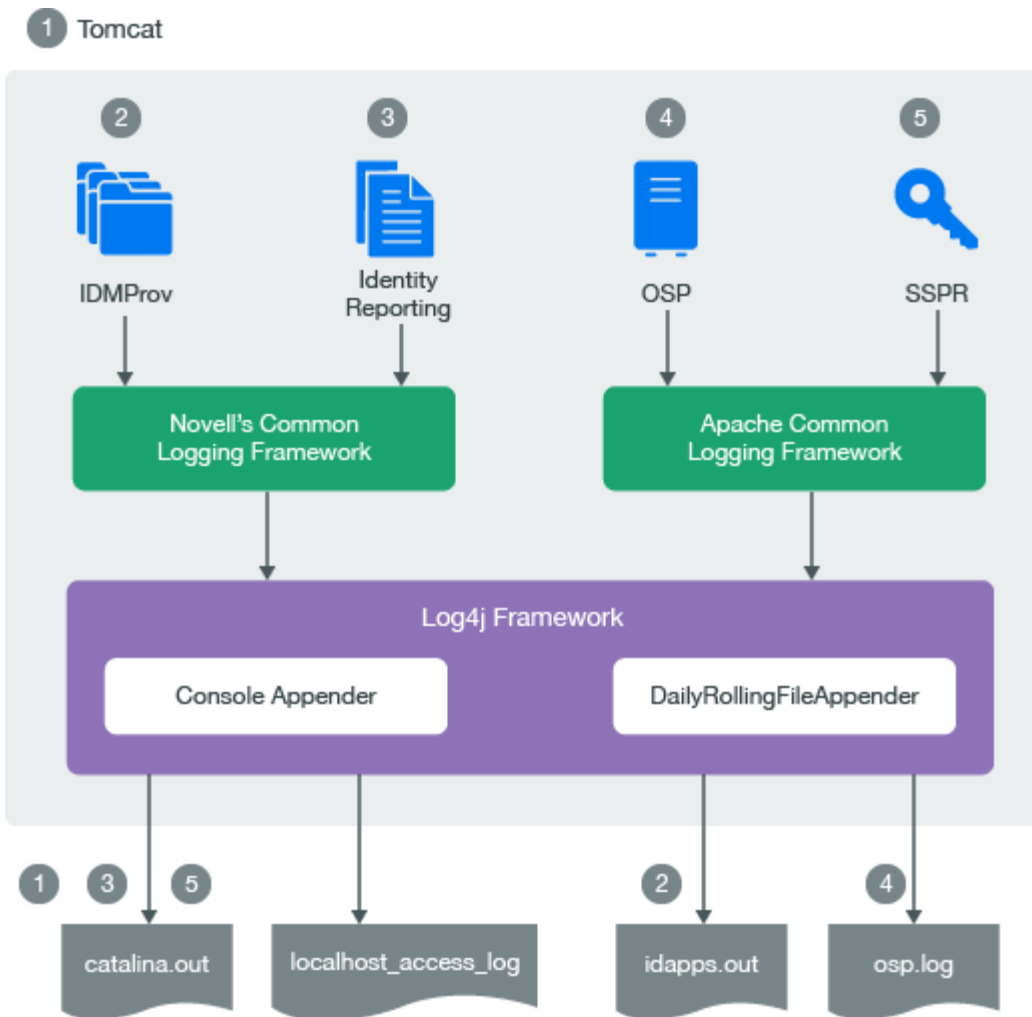 1 Tomcat
2 3 4 5
IDMProv
Identity
Reporting
OSP
SSPR
Novell's Common
Logging Framework
Apache Common
Logging Framework
Log4j Framework
Console Appender
DailyRollingFileAppender
1 3 5 2 4
catalina.out
localhost_access_log
idapps.out
osp.log